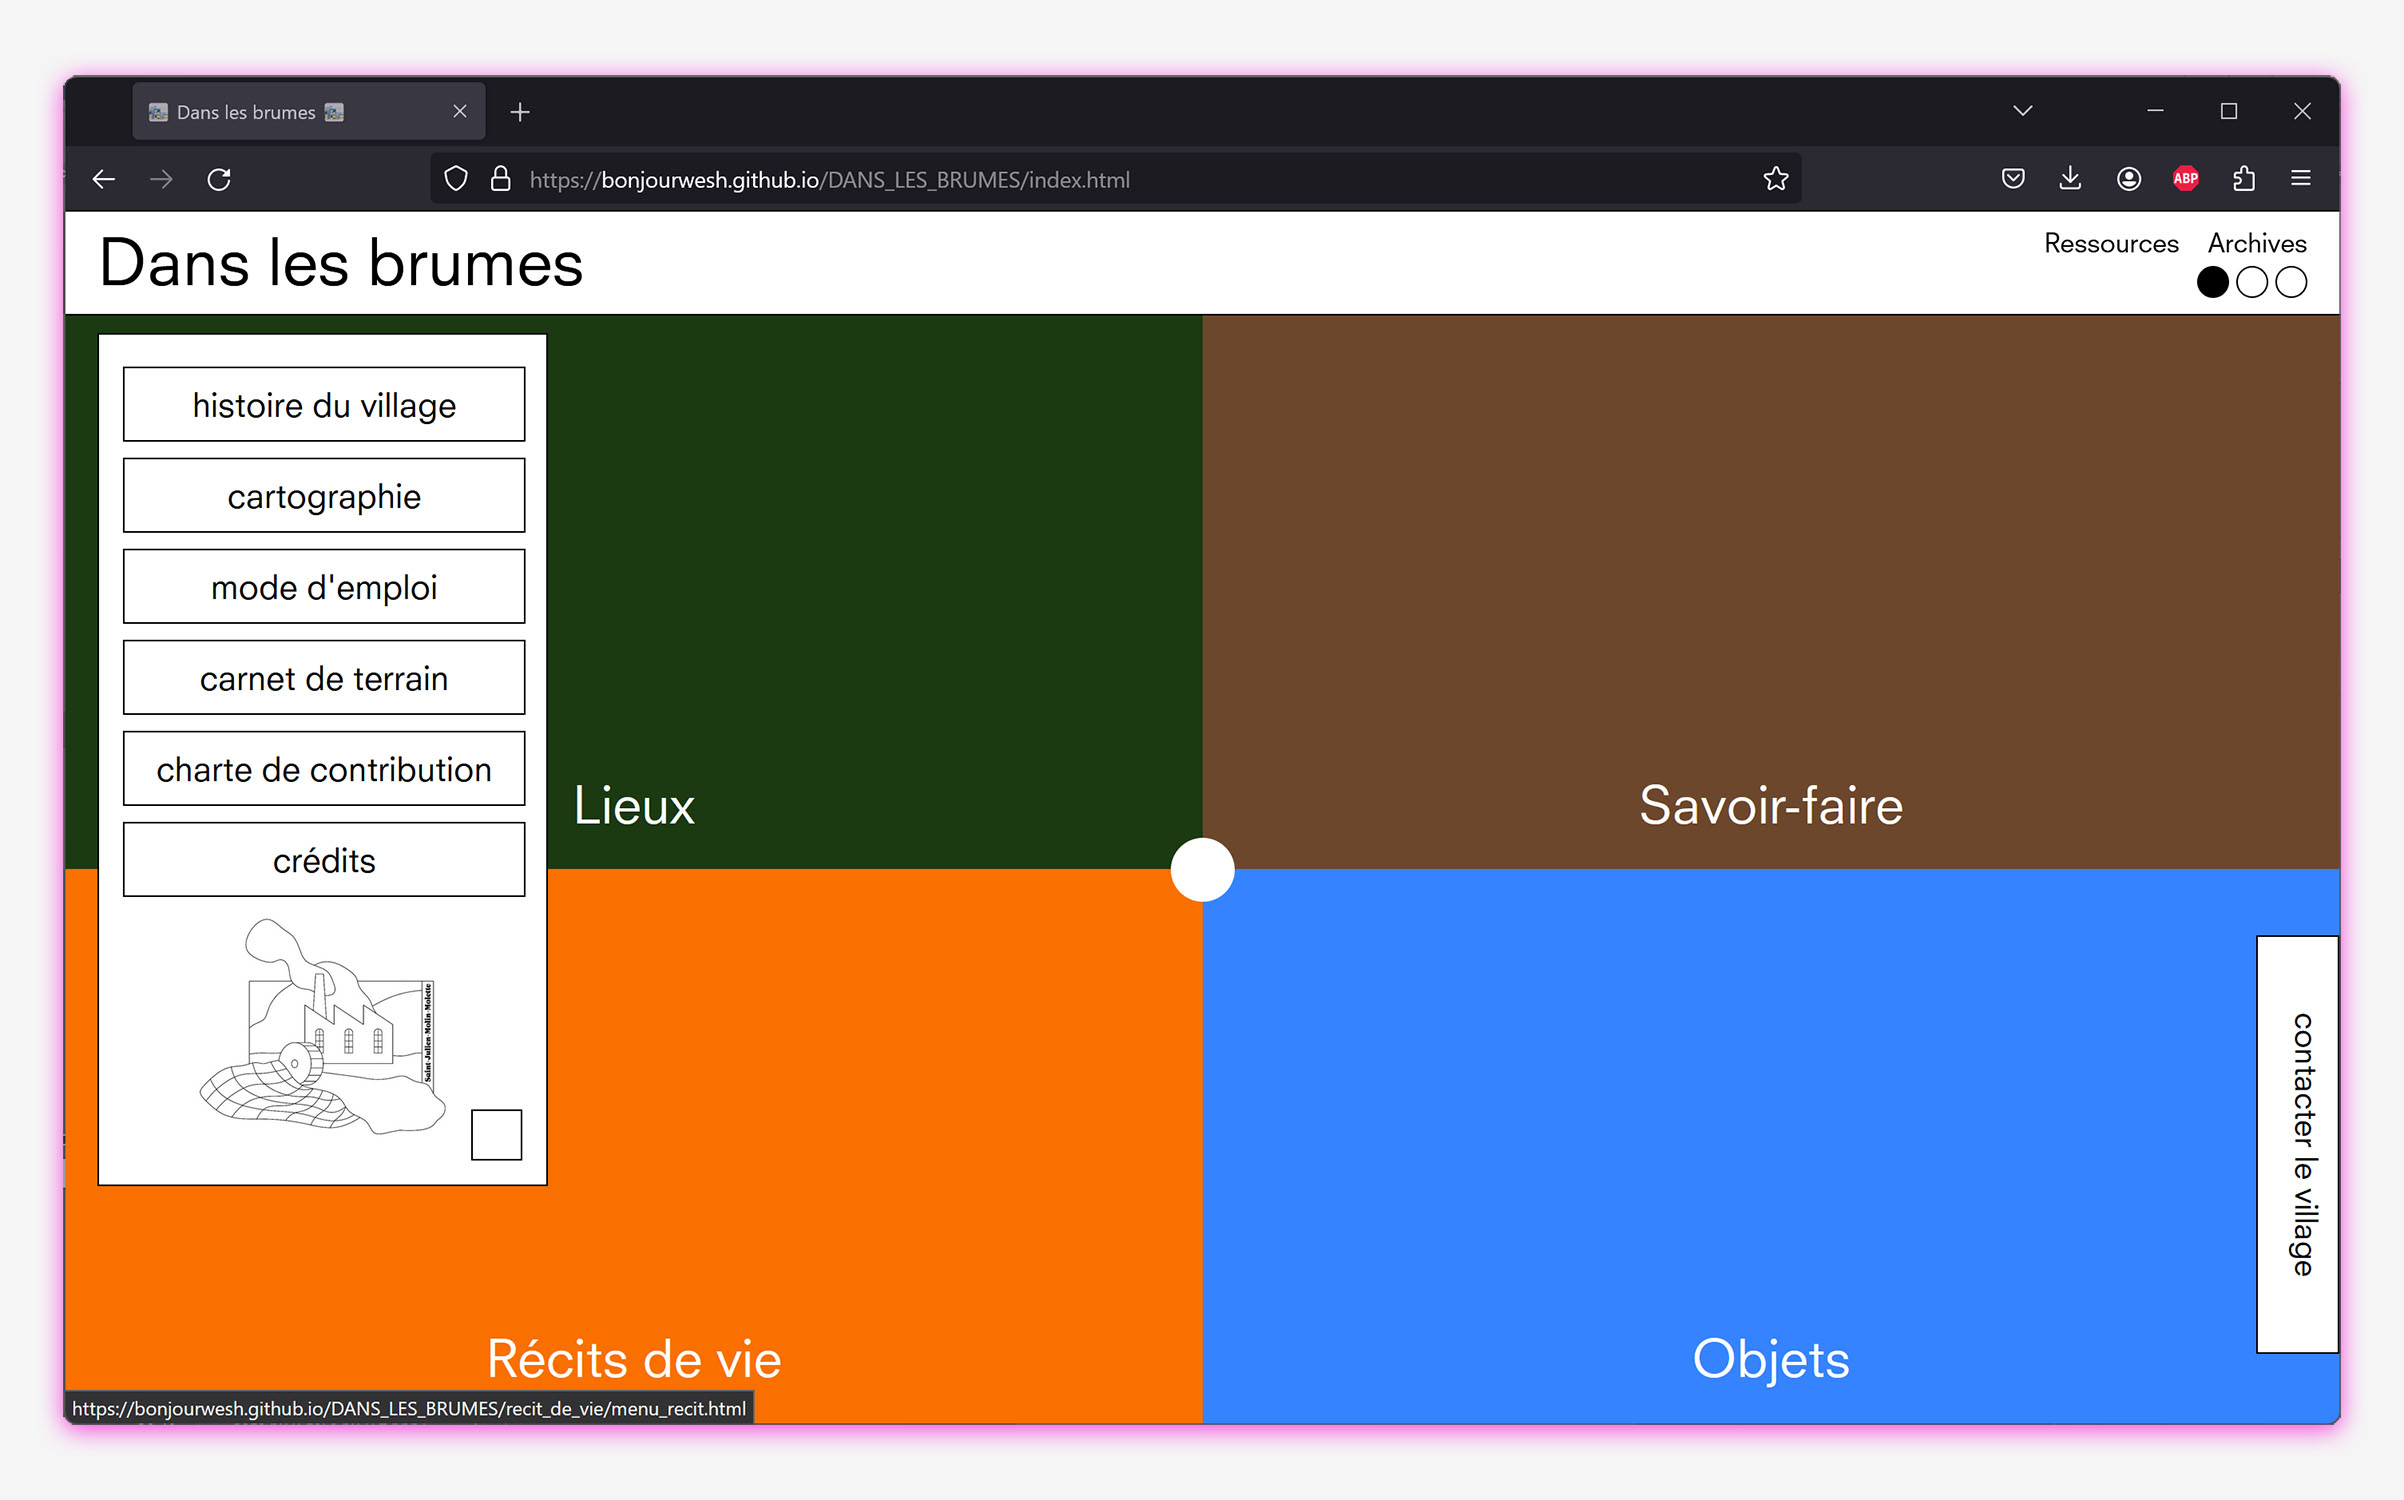 Dans les brumes
https://bonjourwesh.github.io/DANS_LES_BRUMES/index.html
ABP
Dans les brumes
Ressources Archives
histoire du village
cartographie
mode d'emploi
carnet de terrain
charte de contribution
crédits
Saint-Julien-Molin-Molette
Lieux
Savoir-faire
Récits de vie
Objets
contacter le village
https://bonjourwesh.github.io/DANS_LES_BRUMES/recit_de_vie/menu_recit.html